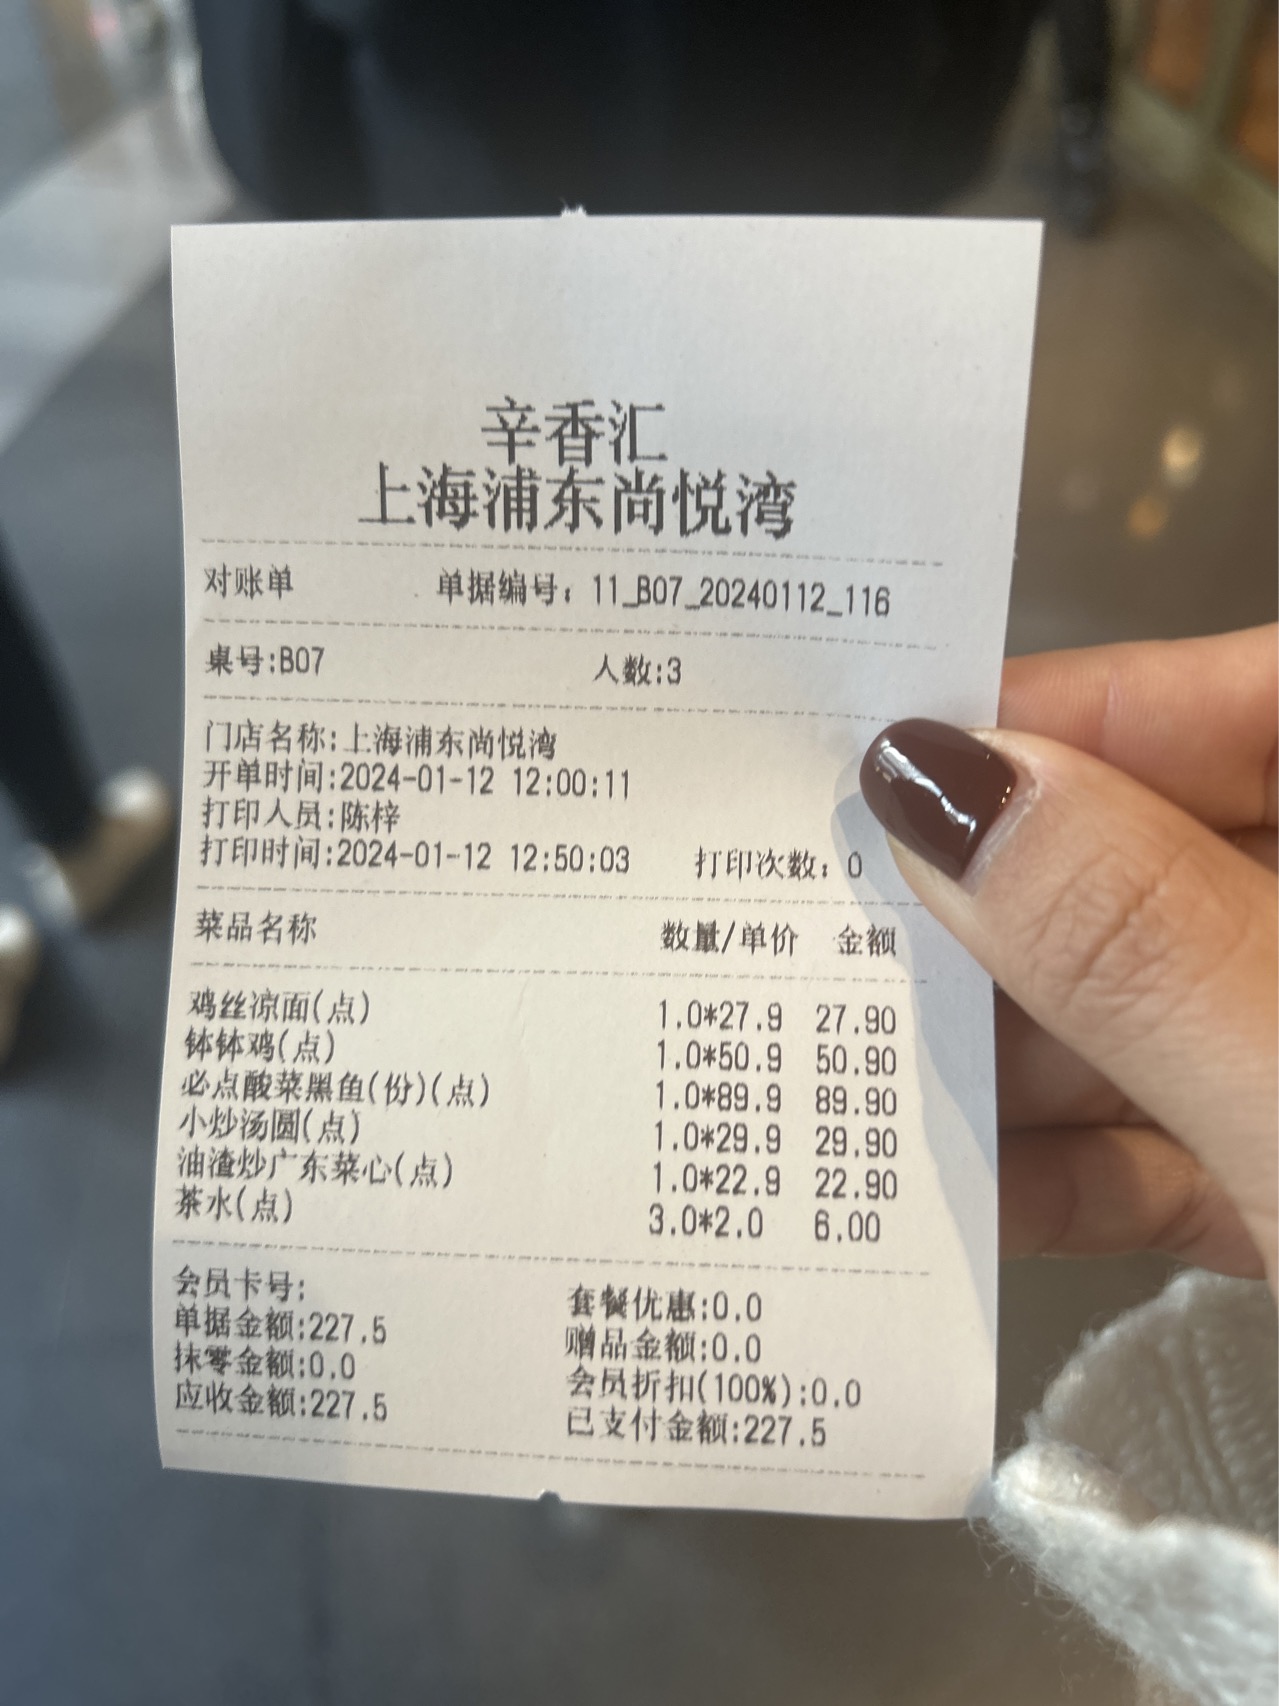 辛香汇
上海浦东尚悦湾
对账单 单据编号：11_B07_20240112_116
桌号:B07 人数:3
门店名称:上海浦东尚悦湾
开单时间:2024-01-12 12:00:11
打印人员:陈梓
打印时间:2024-01-12 12:50:03 打印次数：0
菜品名称 数量/单价 金额
鸡丝凉面(点) 1.0*27.9 27.90
钵钵鸡(点) 1.0*50.9 50.90
必点酸菜黑鱼(份)(点) 1.0*89.9 89.90
小炒汤圆(点) 1.0*29.9 29.90
油渣炒广东菜心(点) 1.0*22.9 22.90
茶水(点) 3.0*2.0 6.00
会员卡号: 套餐优惠:0.0
单据金额:227.5 赠品金额:0.0
抹零金额:0.0 会员折扣(100%):0.0
应收金额:227.5 已支付金额:227.5